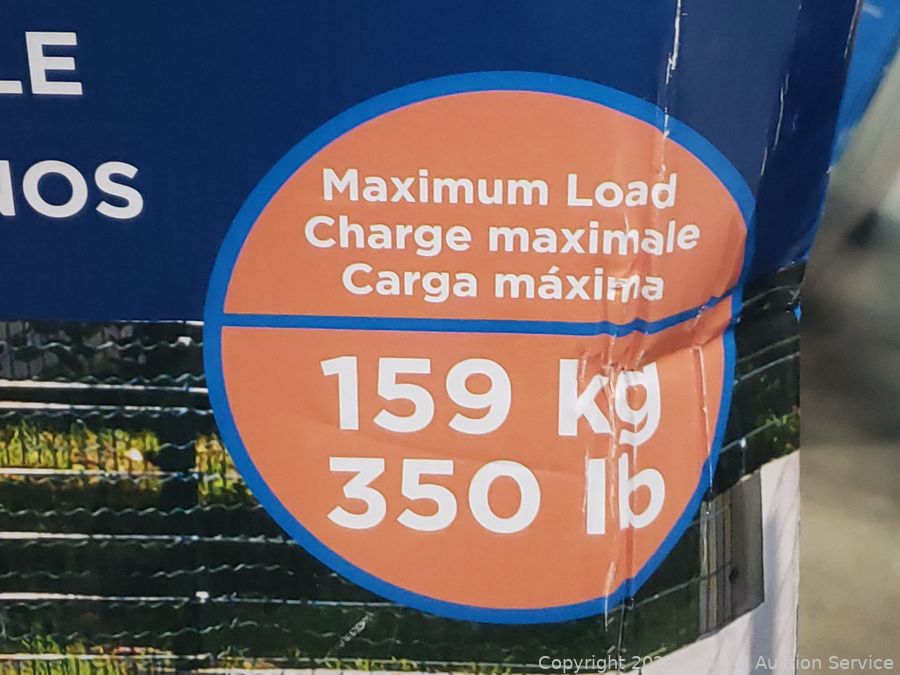 LE
NOS
Maximum Load
Charge maximale
Carga máxima
159 kg
350 lb
Copyright Auction Service